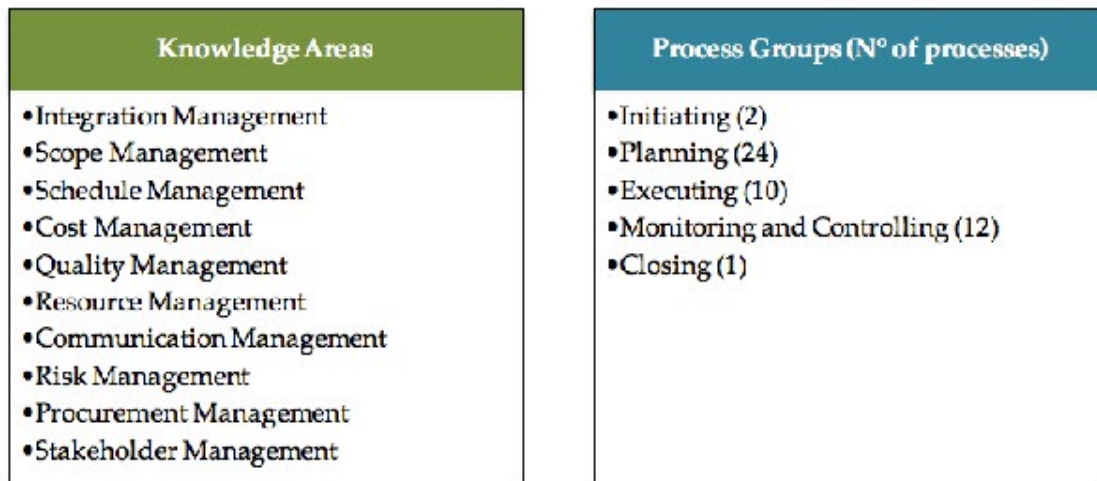 Knowledge Areas
•Integration Management
•Scope Management
•Schedule Management
•Cost Management
•Quality Management
•Resource Management
•Communication Management
•Risk Management
•Procurement Management
•Stakeholder Management
Process Groups (N° of processes)
•Initiating (2)
•Planning (24)
•Executing (10)
•Monitoring and Controlling (12)
•Closing (1)